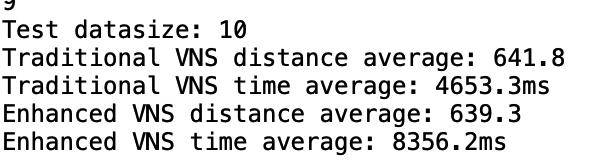 9
Test datasize: 10
Traditional VNS distance average: 641.8
Traditional VNS time average: 4653.3ms
Enhanced VNS distance average: 639.3
Enhanced VNS time average: 8356.2ms